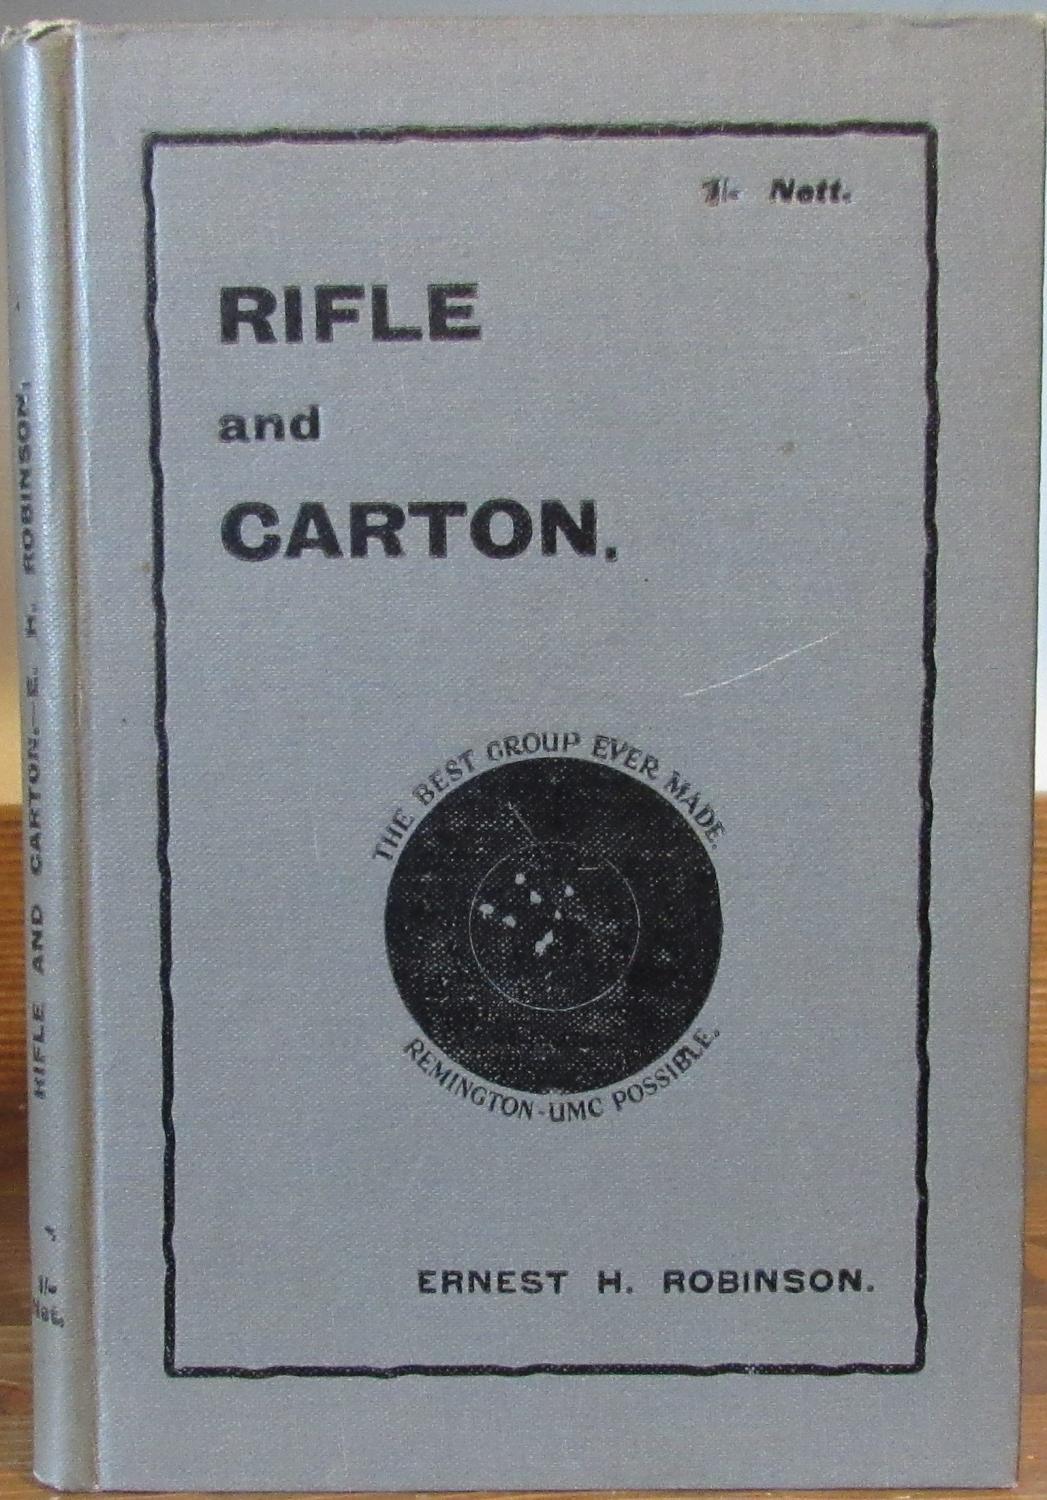 1/- Nett.
RIFLE
and
CARTON.
THE BEST GROUP EVER MADE.
REMINGTON-UMC POSSIBLE.
ERNEST H. ROBINSON.
RIFLE AND CARTON.—E. H. ROBINSON.
1/-
Net.